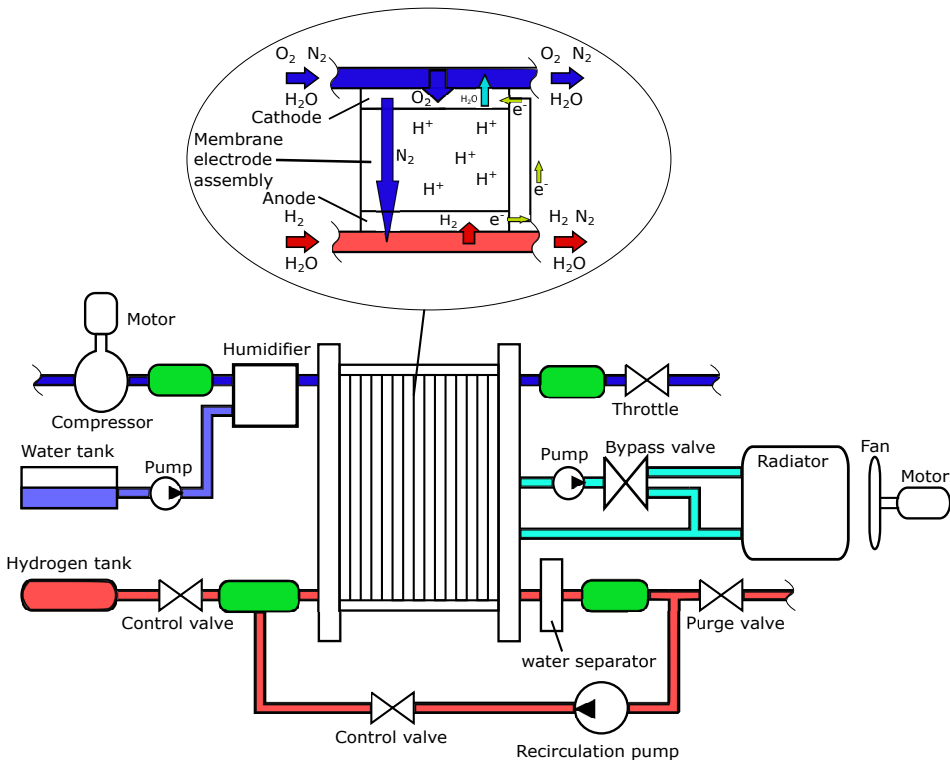 O₂ N₂
H₂O
O₂ N₂
H₂O
O₂
H₂O
e⁻
Cathode
H⁺ H⁺
Membrane
electrode
assembly
N₂
H⁺
H⁺ H⁺
e⁻
Anode
H₂
e⁻
H₂
H₂O
H₂ N₂
H₂O
Motor
Humidifier
Compressor
Throttle
Water tank
Pump
Pump
Bypass valve
Radiator
Fan
Motor
Hydrogen tank
Control valve
Purge valve
water separator
Control valve
Recirculation pump